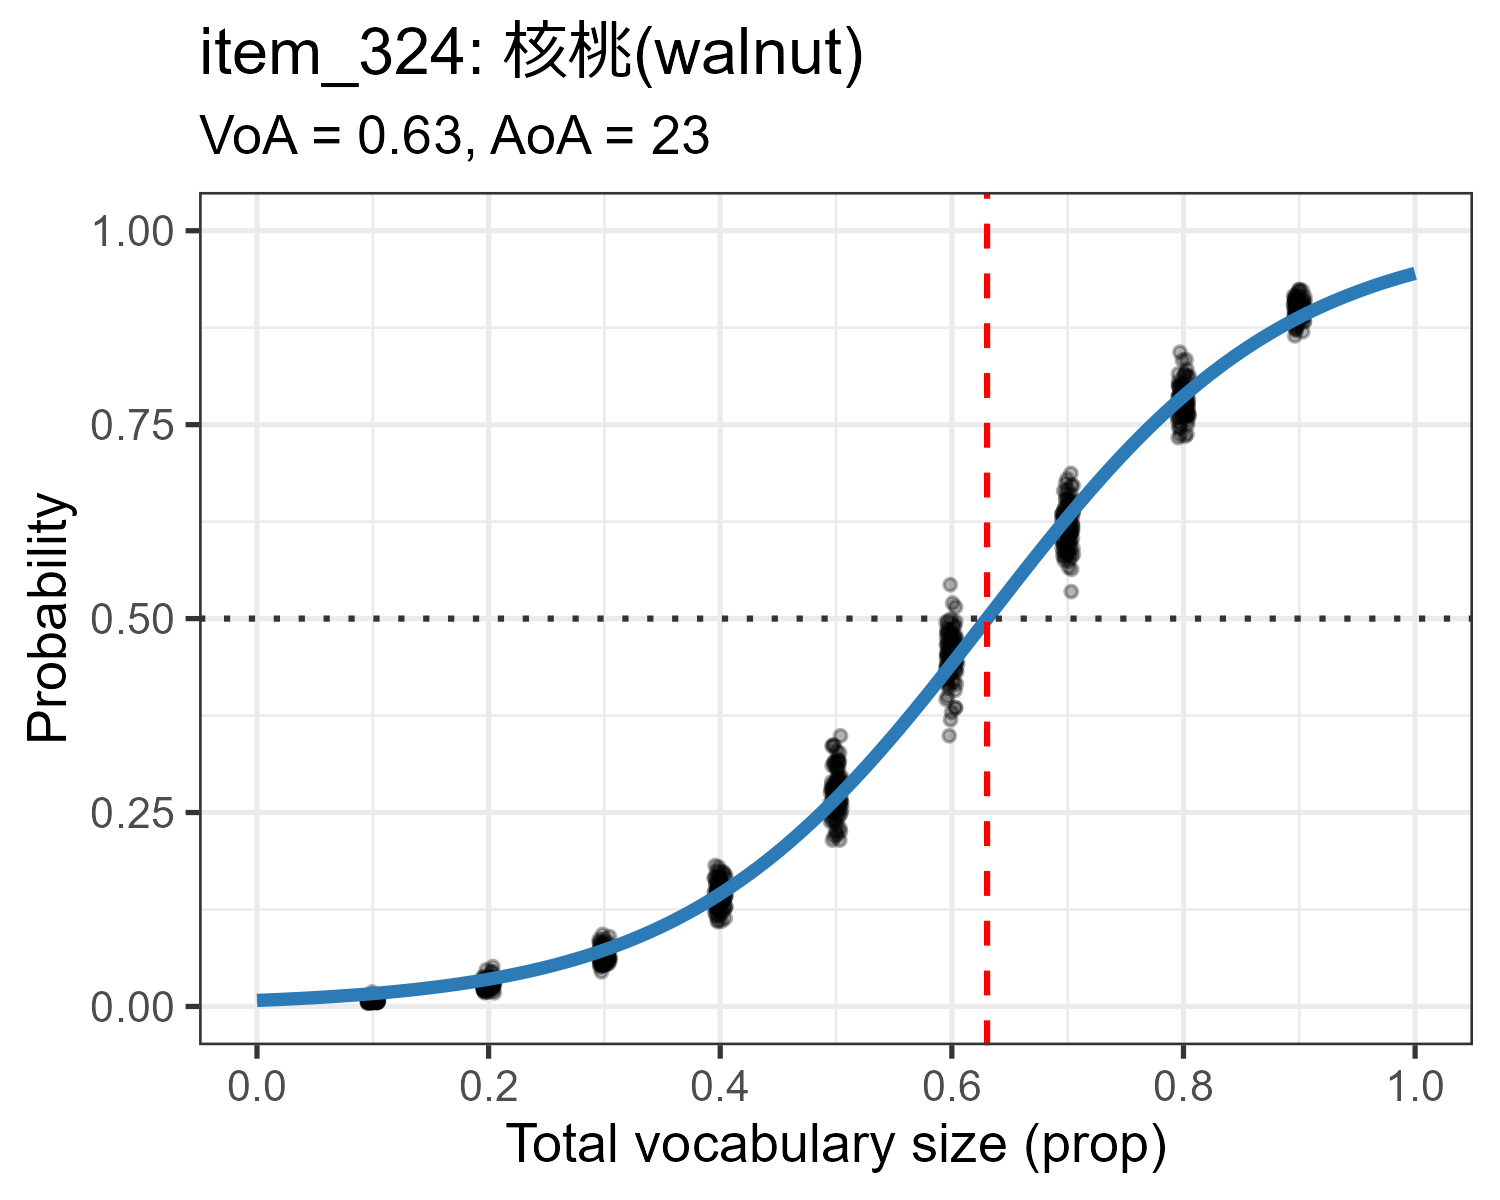 item_324: 核桃(walnut)
VoA = 0.63, AoA = 23
1.00
0.75
0.50
0.25
0.00
Probability
0.0 0.2 0.4 0.6 0.8 1.0
Total vocabulary size (prop)